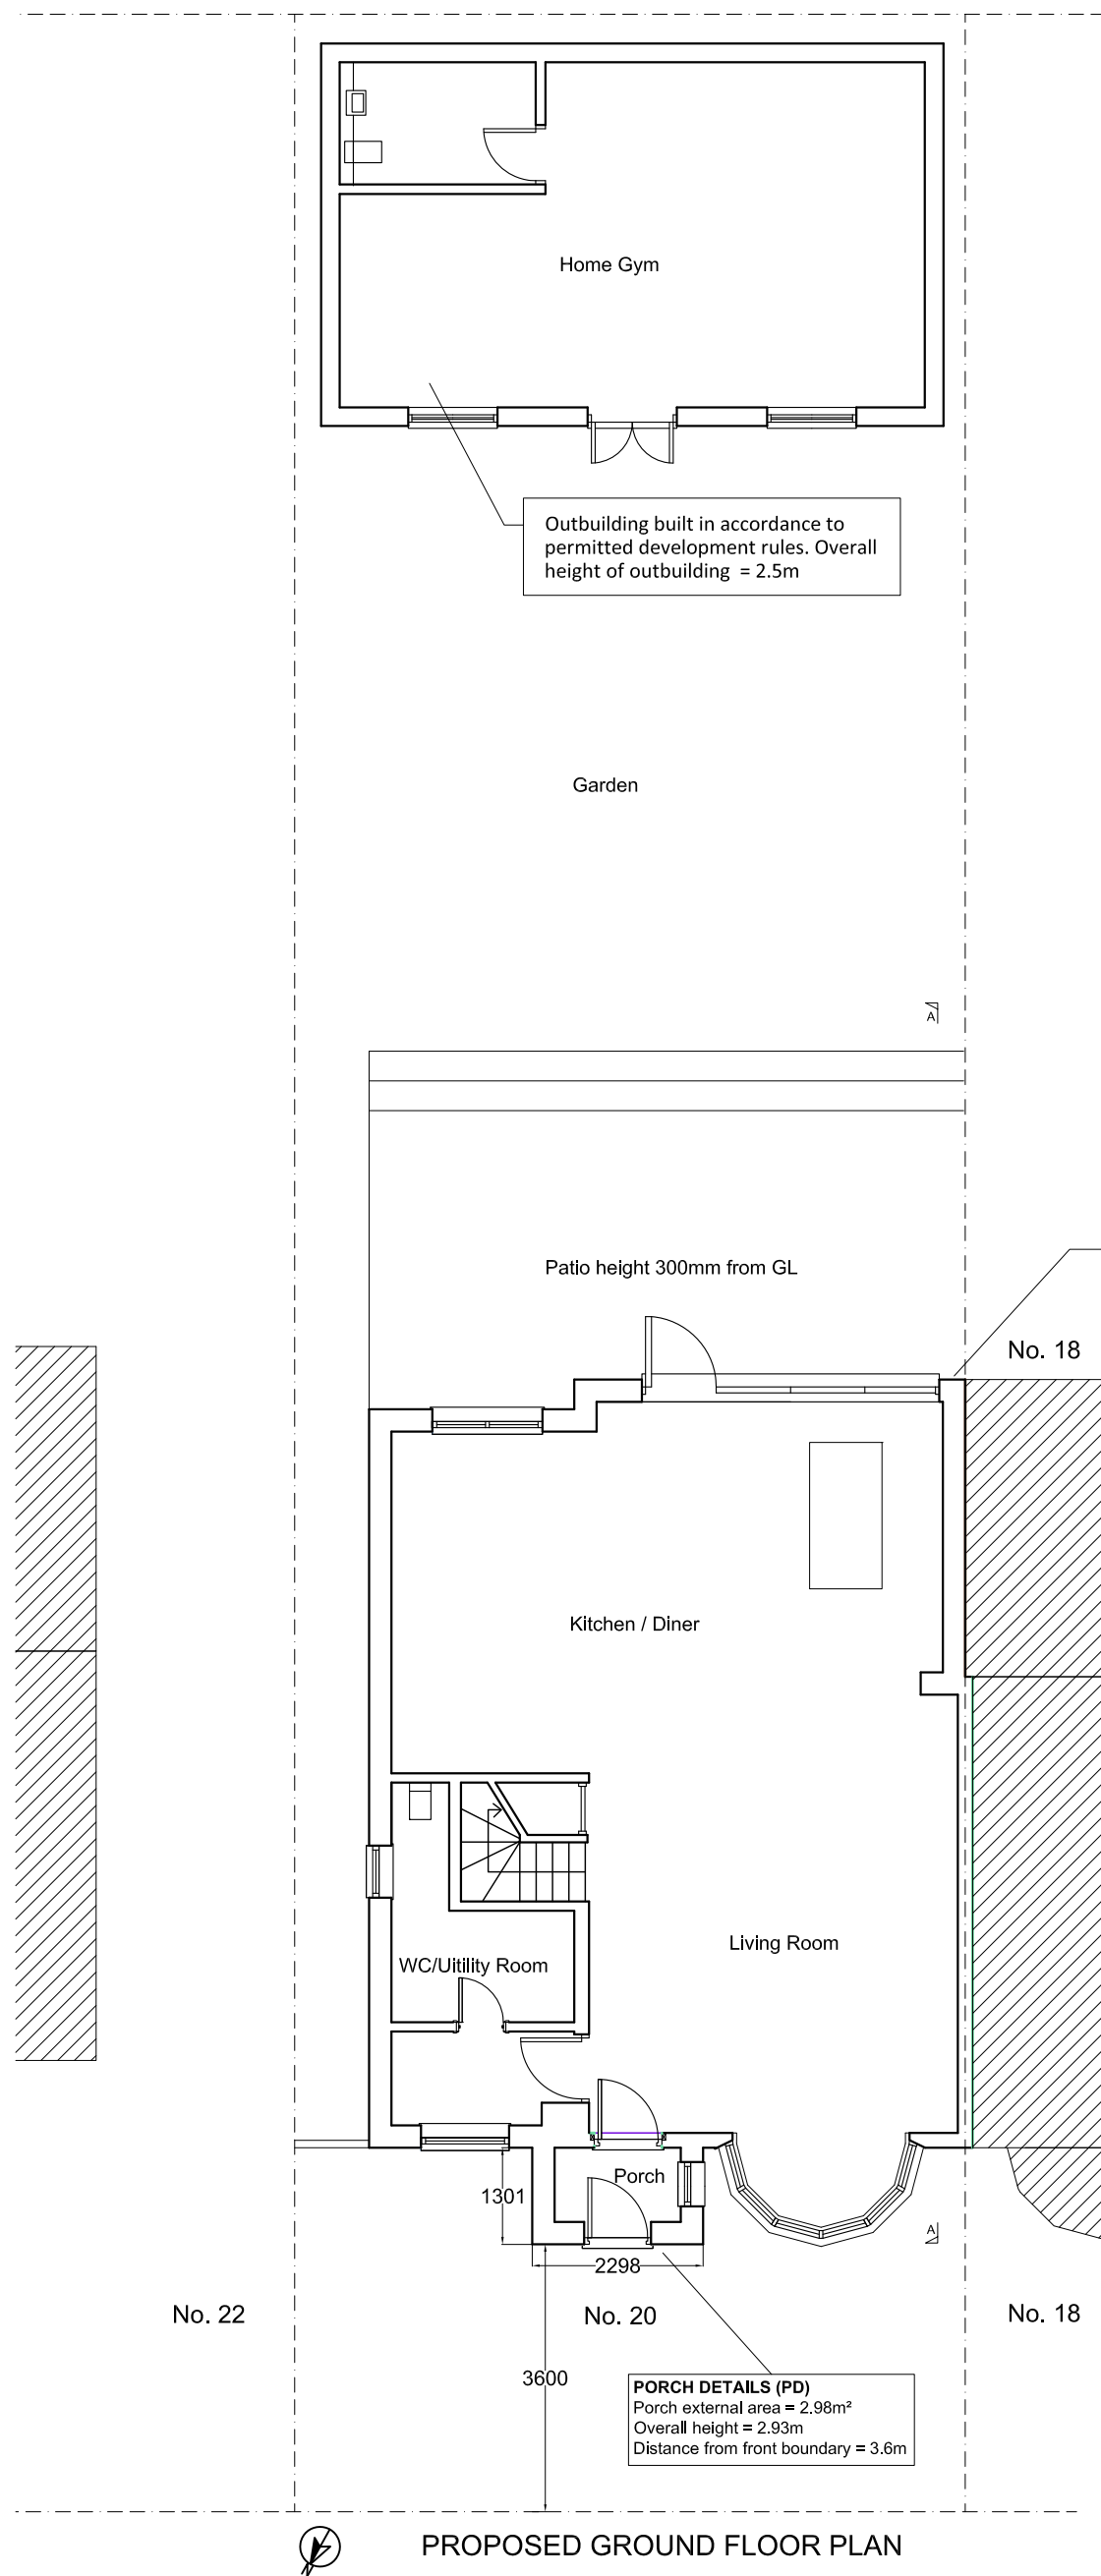 Home Gym
Outbuilding built in accordance to
permitted development rules. Overall
height of outbuilding = 2.5m
Garden
A
Patio height 300mm from GL
No. 18
Kitchen / Diner
Living Room
WC/Uitility Room
Porch
1301
2298
A
No. 22
No. 20
No. 18
3600
PORCH DETAILS (PD)
Porch external area = 2.98m²
Overall height = 2.93m
Distance from front boundary = 3.6m
PROPOSED GROUND FLOOR PLAN